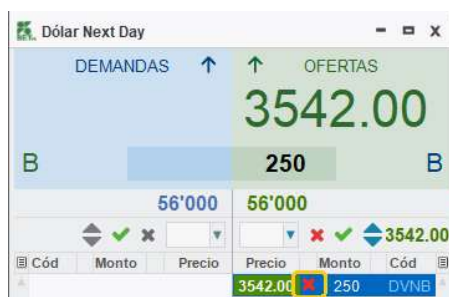 Dólar Next Day
DEMANDAS OFERTAS
3542.00
B 250 B
56'000 56'000
3542.00
Cód Monto Precio Precio Monto Cód
3542.00 250 DVNB